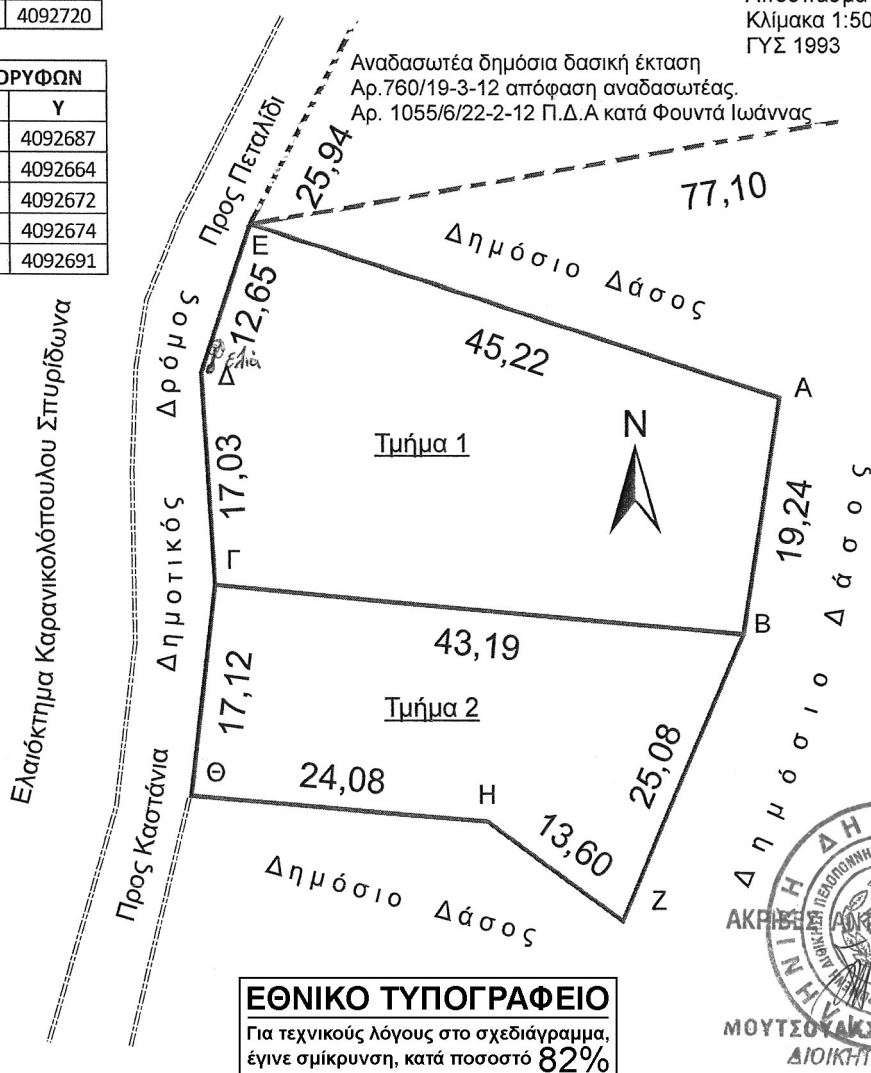 4092720
ΟΡΥΦΩΝ
Υ
4092687
4092664
4092672
4092674
4092691
Κλίμακα 1:50
ΓΥΣ 1993
Αναδασωτέα δημόσια δασική έκταση
Αρ.760/19-3-12 απόφαση αναδασωτέας.
Αρ. 1055/6/22-2-12 Π.Δ.Α κατά Φουντά Ιωάννας
Προς Πεταλίδι
25,94
77,10
Ε
Δημόσιο Δάσος
12,65
45,22
Δ
Α
Ελαιόκτημα Καρανικολόπουλου Σπυρίδωνα
Δημοτικός Δρόμος
Τμήμα 1
N
17,03
19,24
Δημόσιο Δάσος
Γ
Β
43,19
17,12
Τμήμα 2
25,08
Θ
24,08
Η
13,60
Ζ
Προς Καστάνια
Δημόσιο Δάσος
ΑΚΡΙΒΕΣ
ΕΘΝΙΚΟ ΤΥΠΟΓΡΑΦΕΙΟ
Για τεχνικούς λόγους στο σχεδιάγραμμα,
έγινε σμίκρυνση, κατά ποσοστό 82%